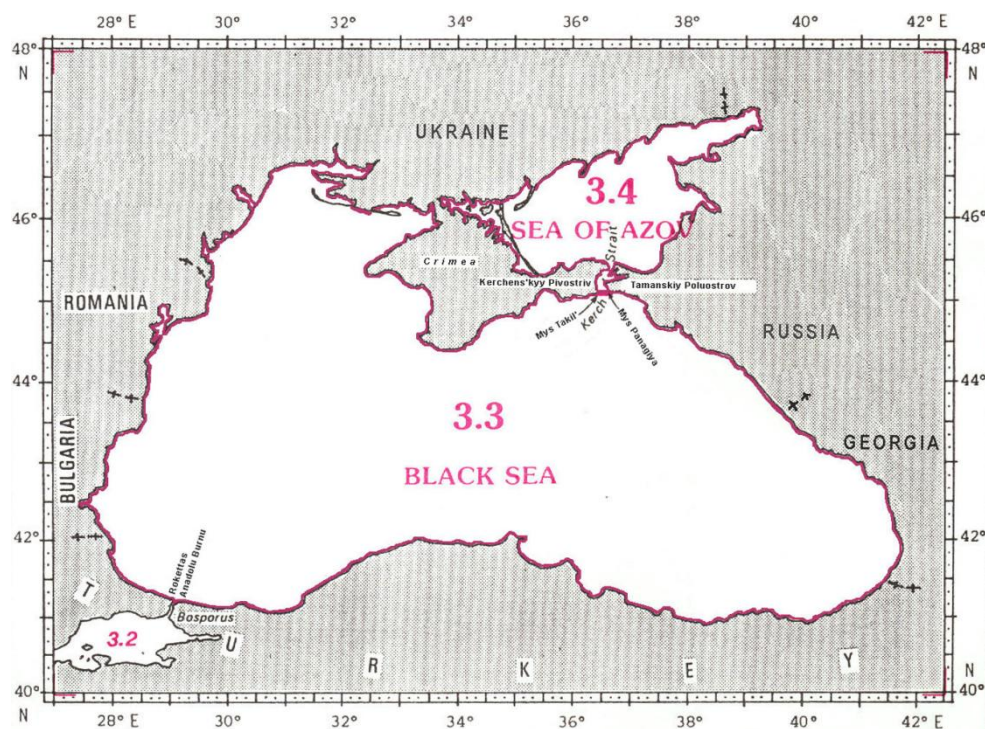 28° E 30° 32° 34° 36° 38° 40° 42° E
48° 48°
N N
UKRAINE
3.4
46° 46°
SEA OF AZOV
Strait
Crimea
Kerchens'kyy Pivostriv
Tamanskiy Poluostrov
ROMANIA
Mys Takil'
Kerch
Mys Panagiya
RUSSIA
44° 44°
3.3
GEORGIA
BULGARIA
BLACK SEA
42° 42°
Rokettas
Anadolu Burnu
Bosporus
3.2
T U R K E Y
N N
40° 40°
28° E 30° 32° 34° 36° 38° 40° 42° E